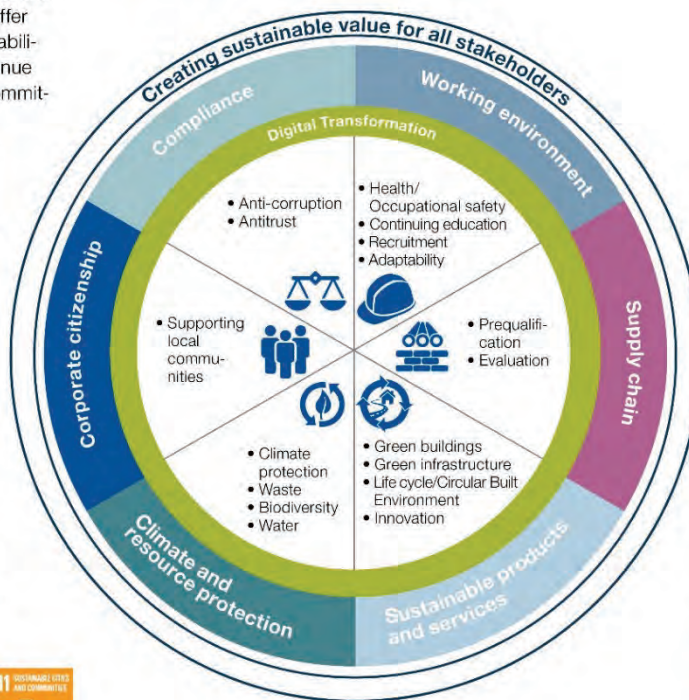 ffer
abili-
nue
ommit-
Creating sustainable value for all stakeholders
Compliance
Working environment
Digital Transformation
• Anti-corruption
• Antitrust
• Health/
Occupational safety
• Continuing education
• Recruitment
• Adaptability
Corporate citizenship
• Supporting
local
commu-
nities
• Prequalifi-
cation
• Evaluation
Supply chain
• Climate
protection
• Waste
• Biodiversity
• Water
• Green buildings
• Green infrastructure
• Life cycle/Circular Built
Environment
• Innovation
Climate and
resource protection
Sustainable products
and services
11 SUSTAINABLE CITIES
AND COMMUNITIES